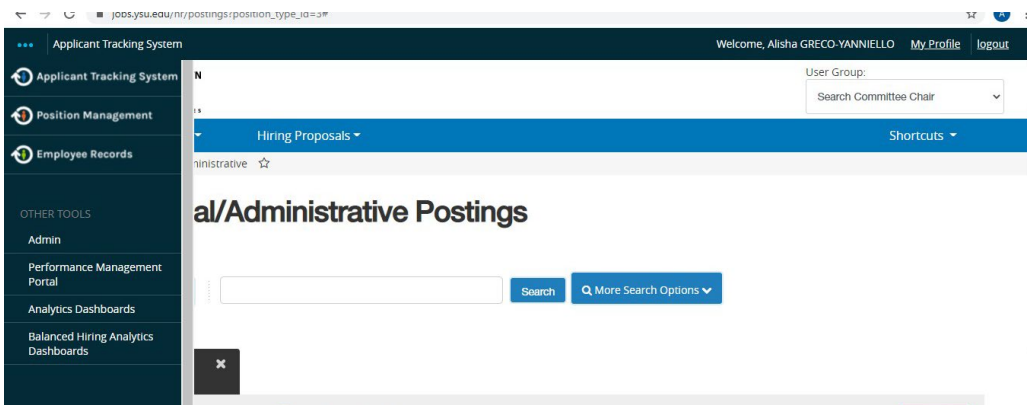 jobs.ysu.edu/hr/postings?position_type_id=3#
A
Applicant Tracking System
Welcome, Alisha GRECO-YANNIELLO My Profile logout
Applicant Tracking System
N
User Group:
Search Committee Chair
Position Management
Hiring Proposals
Shortcuts
Employee Records
ministrative
OTHER TOOLS
al/Administrative Postings
Admin
Performance Management
Portal
Search
More Search Options
Analytics Dashboards
Balanced Hiring Analytics
Dashboards